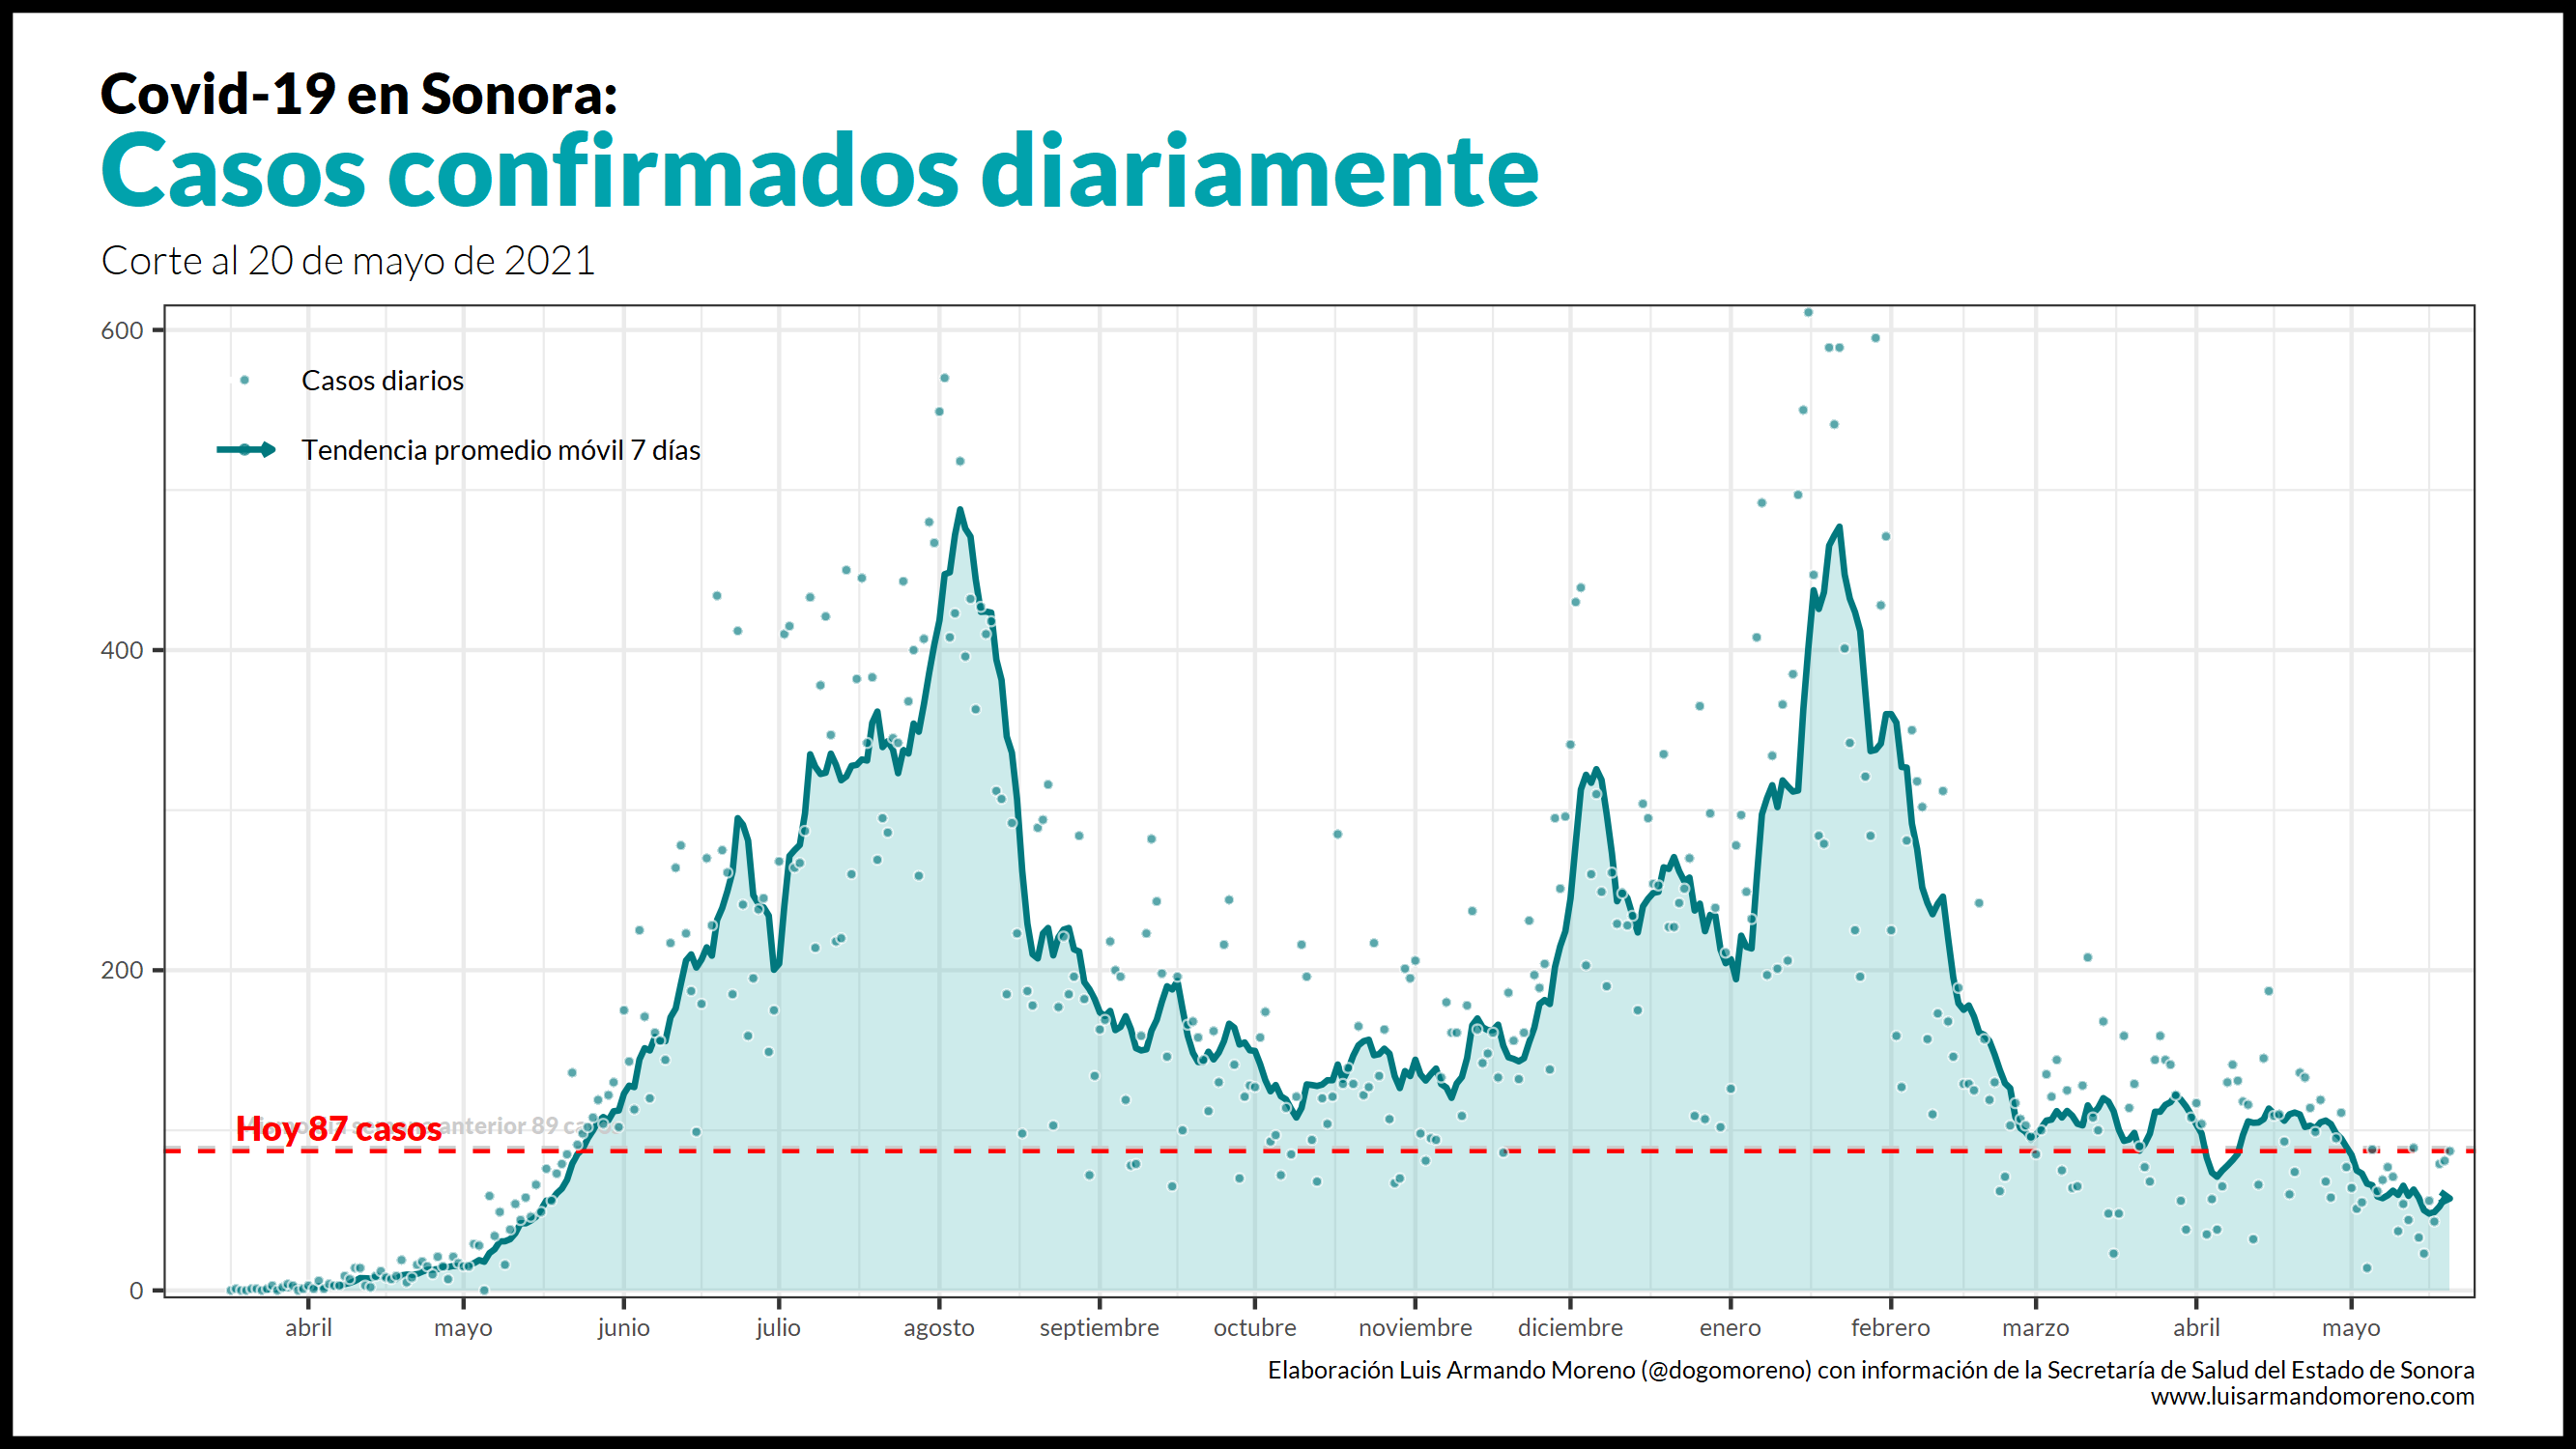 Covid-19 en Sonora:
Casos confirmados diariamente
Corte al 20 de mayo de 2021
600
Casos diarios
Tendencia promedio móvil 7 días
400
200
Hoy 87 casos
anterior 89
0
abril mayo junio julio agosto septiembre octubre noviembre diciembre enero febrero marzo abril mayo
Elaboración Luis Armando Moreno (@dogomoreno) con información de la Secretaría de Salud del Estado de Sonora
www.luisarmandomoreno.com